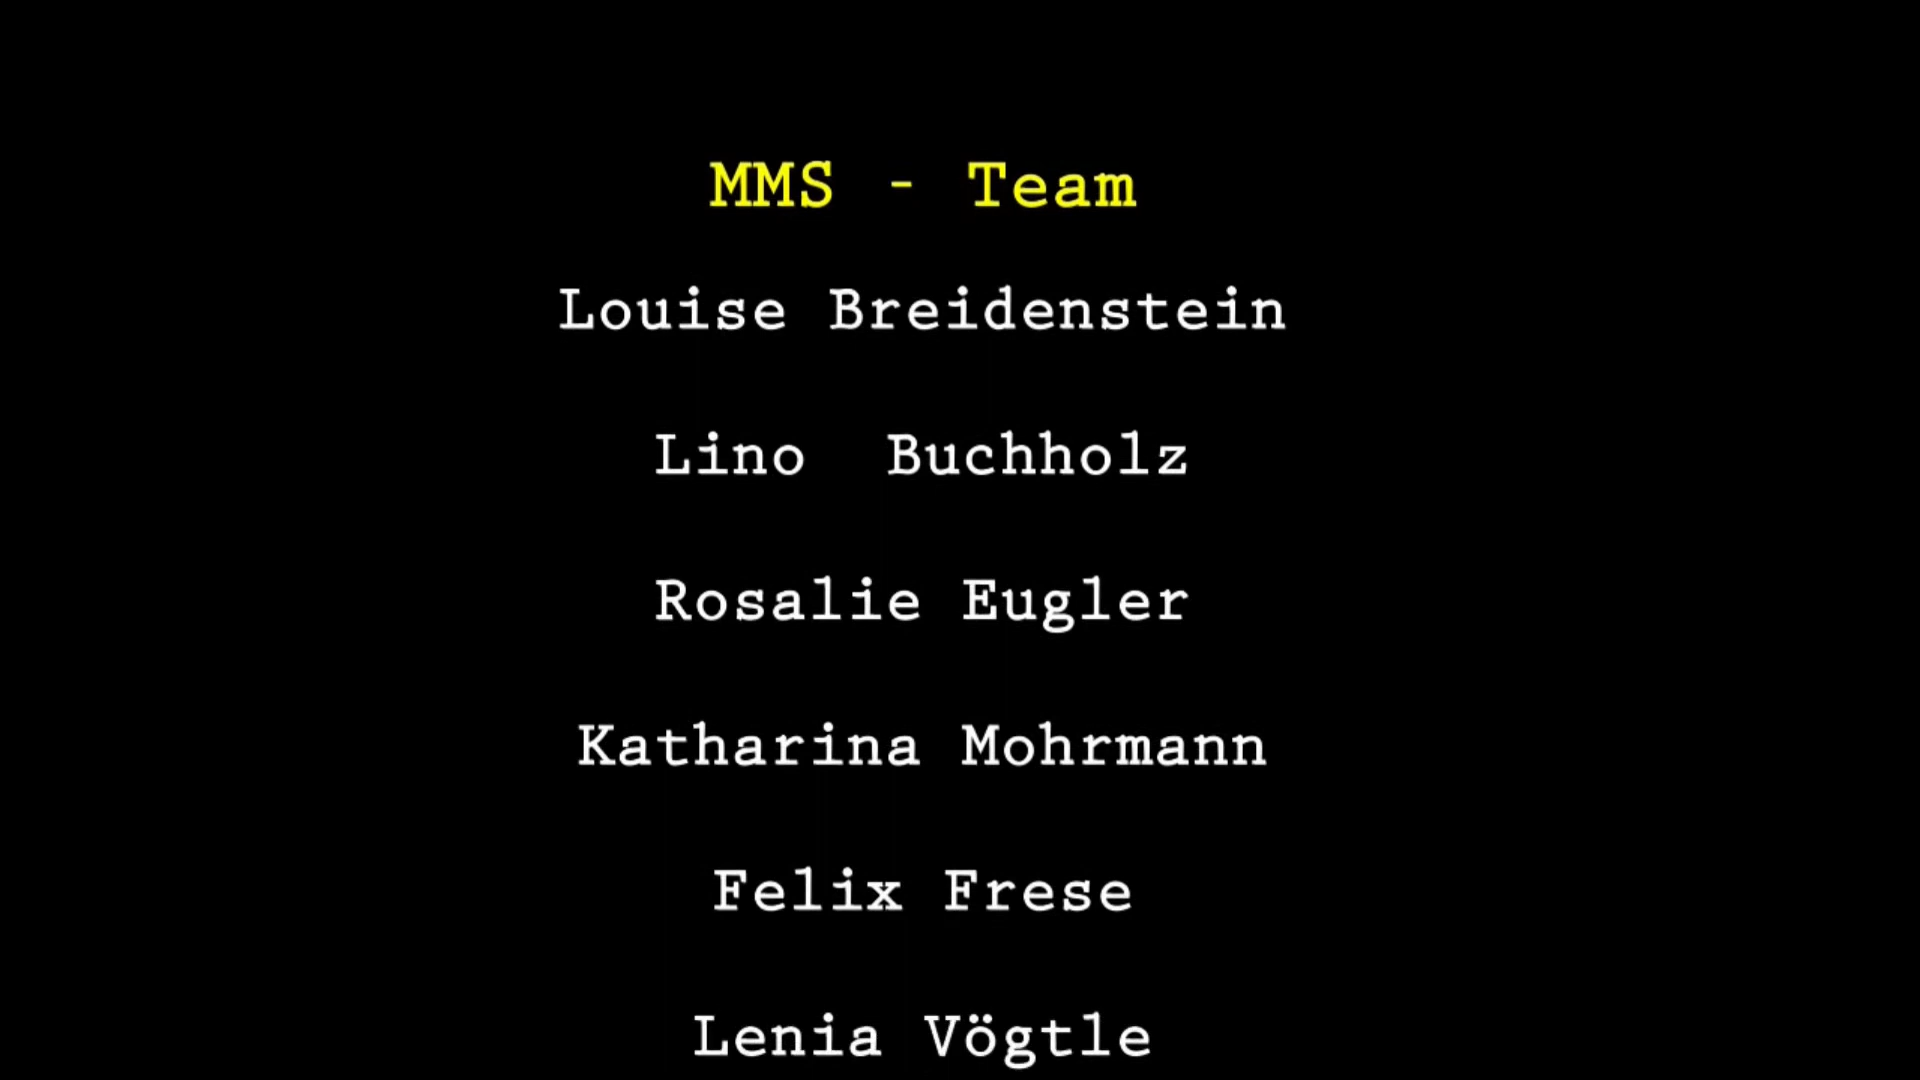 MMS - Team
Louise Breidenstein
Lino  Buchholz
Rosalie Eugler
Katharina Mohrmann
Felix Frese
Lenia Vögtle